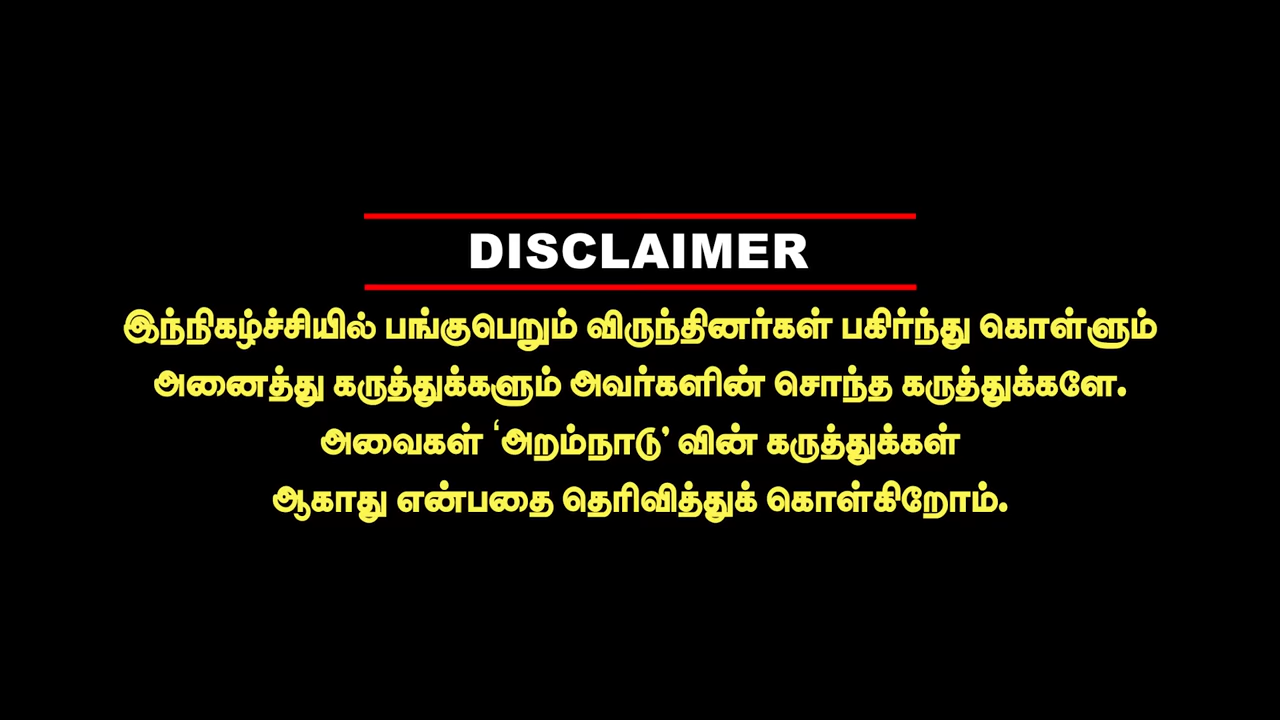 DISCLAIMER
இந்நிகழ்ச்சியில் பங்குபெறும் விருந்தினர்கள் பகிர்ந்து கொள்ளும்
அனைத்து கருத்துக்களும் அவர்களின் சொந்த கருத்துக்களே.
அவைகள் ‘அறம்நாடு’ வின் கருத்துக்கள்
ஆகாது என்பதை தெரிவித்துக் கொள்கிறோம்.